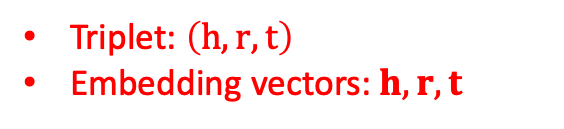 • Triplet: (h, r, t)
• Embedding vectors: h, r, t